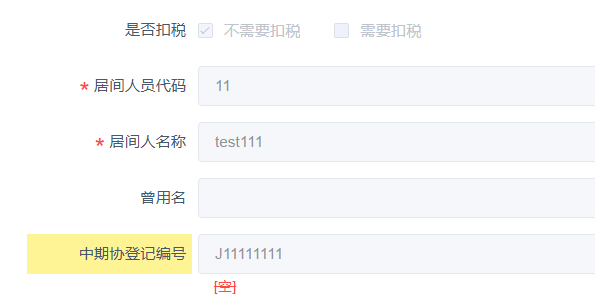 是否扣税 不需要扣税 需要扣税
* 居间人员代码 11
* 居间人名称 test111
曾用名
中期协登记编号 J11111111
[空]